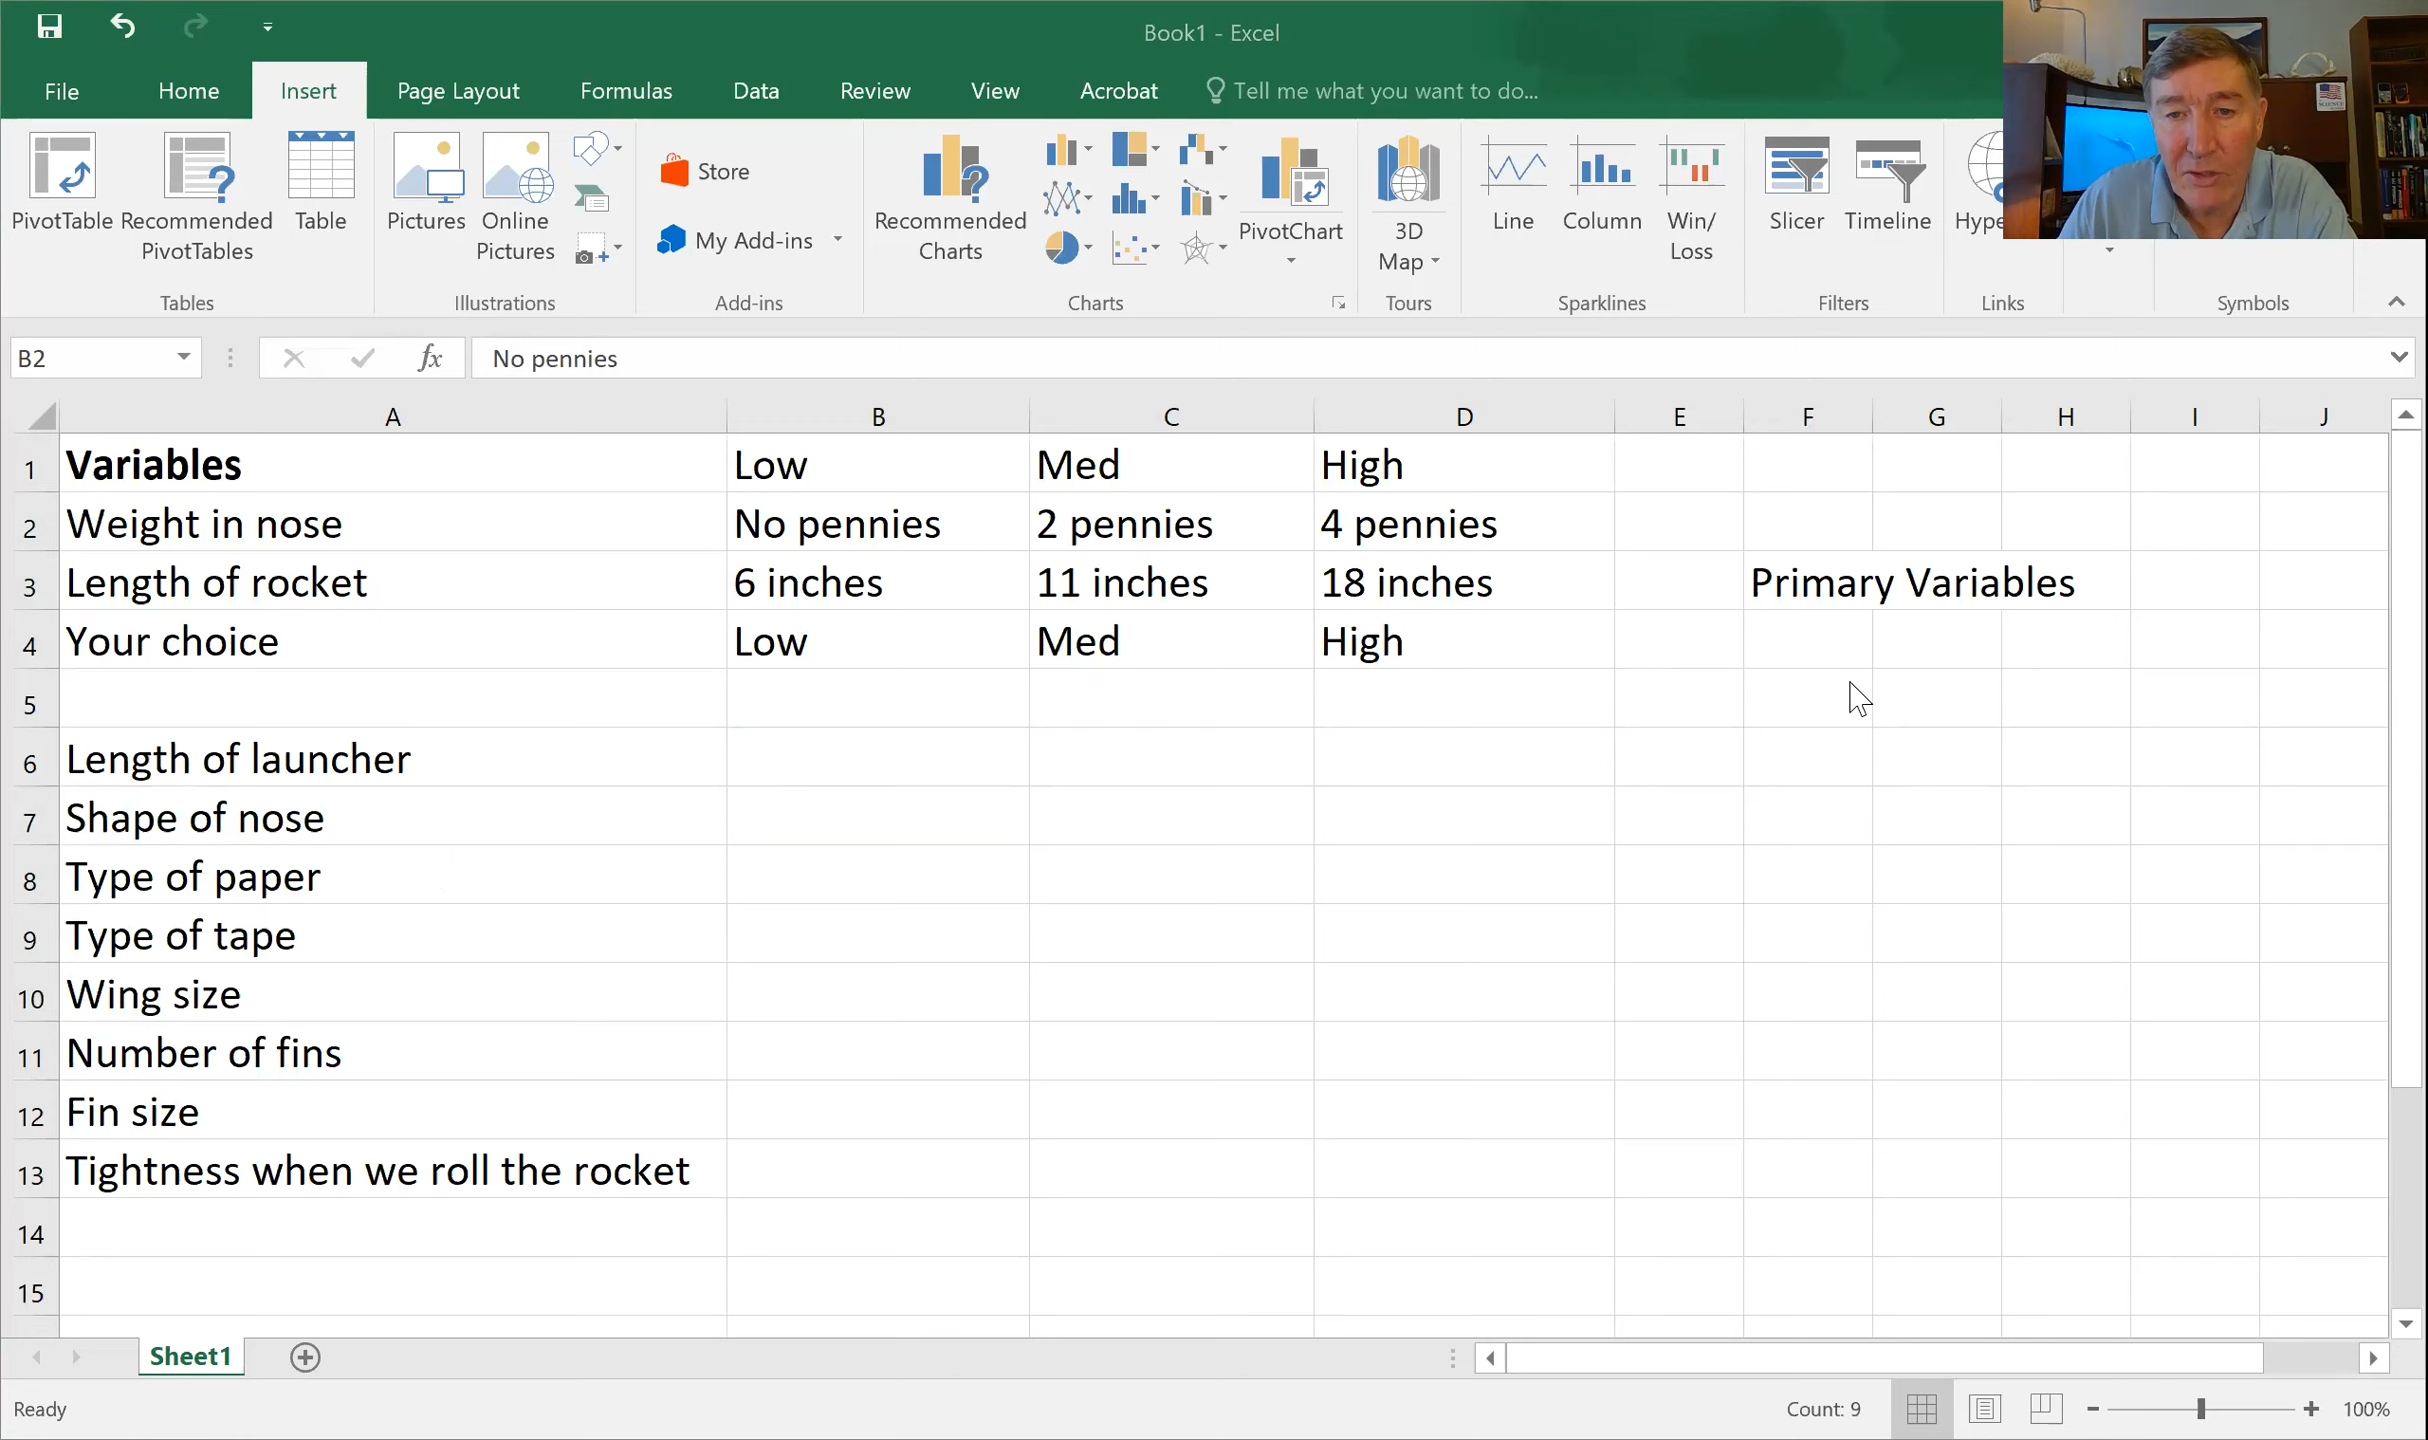 Book1 - Excel
File Home Insert Page Layout Formulas Data Review View Acrobat Tell me what you want to do...
PivotTable
Recommended
PivotTables
Table
Pictures
Online
Pictures
Store
My Add-ins
Recommended
Charts
PivotChart
3D
Map
Line
Column
Win/
Loss
Slicer
Timeline
Hype
Tables Illustrations Add-ins Charts Tours Sparklines Filters Links Symbols
B2 fx No pennies
A B C D E F G H I J
1 Variables Low Med High
2 Weight in nose No pennies 2 pennies 4 pennies
3 Length of rocket 6 inches 11 inches 18 inches Primary Variables
4 Your choice Low Med High
5
6 Length of launcher
7 Shape of nose
8 Type of paper
9 Type of tape
10 Wing size
11 Number of fins
12 Fin size
13 Tightness when we roll the rocket
14
15
Sheet1
Ready Count: 9 100%